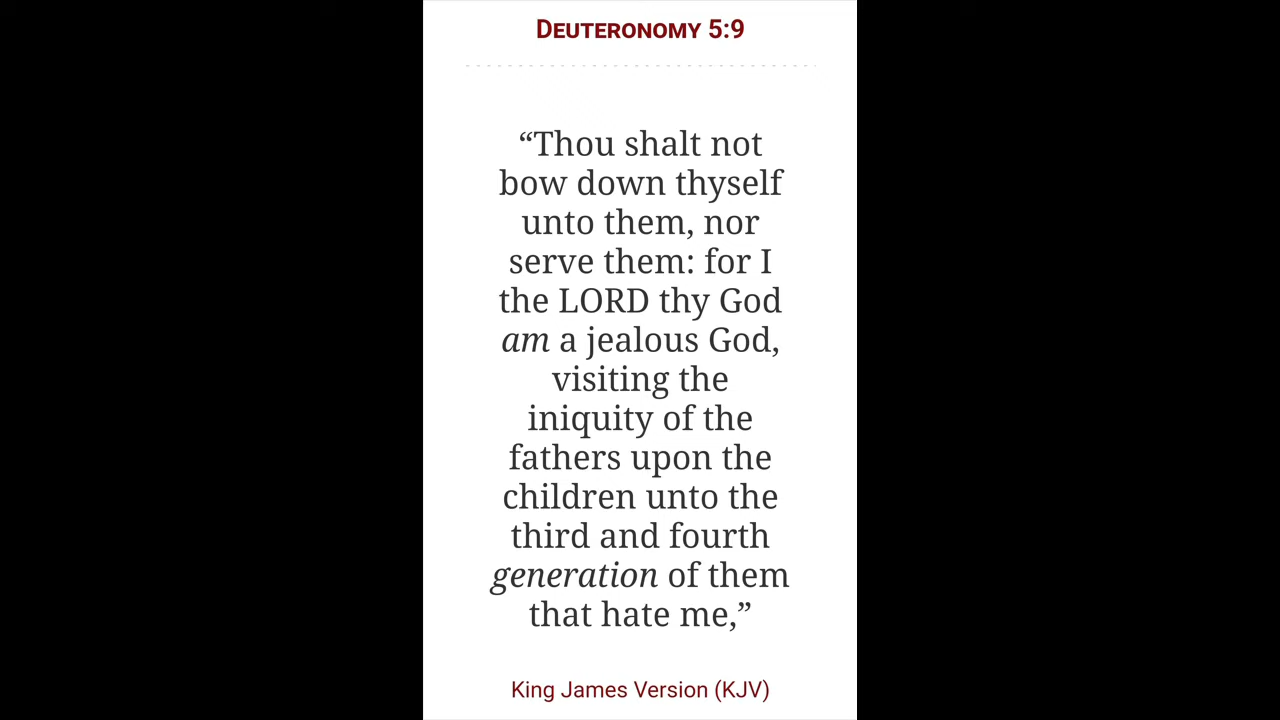 DEUTERONOMY 5:9
“Thou shalt not
bow down thyself
unto them, nor
serve them: for I
the LORD thy God
am a jealous God,
visiting the
iniquity of the
fathers upon the
children unto the
third and fourth
generation of them
that hate me,”
King James Version (KJV)